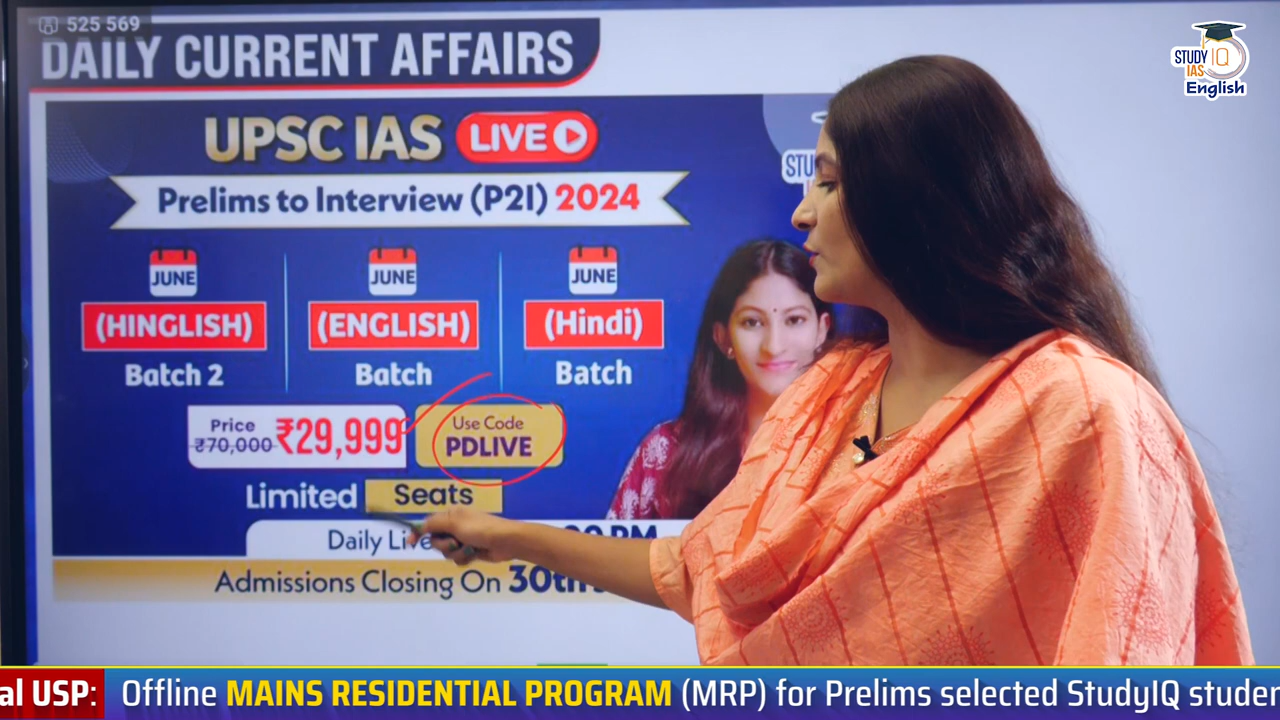 525 569
DAILY CURRENT AFFAIRS
STUDY IQ
IAS
English
UPSC IAS LIVE
Prelims to Interview (P2I) 2024
JUNE JUNE JUNE
(HINGLISH) (ENGLISH) (Hindi)
Batch 2 Batch Batch
Price
₹70,000 ₹29,999
Use Code
PDLIVE
Limited Seats
Daily PM
Admissions Closing On 30th
USP: Offline MAINS RESIDENTIAL PROGRAM (MRP) for Prelims selected StudyIQ